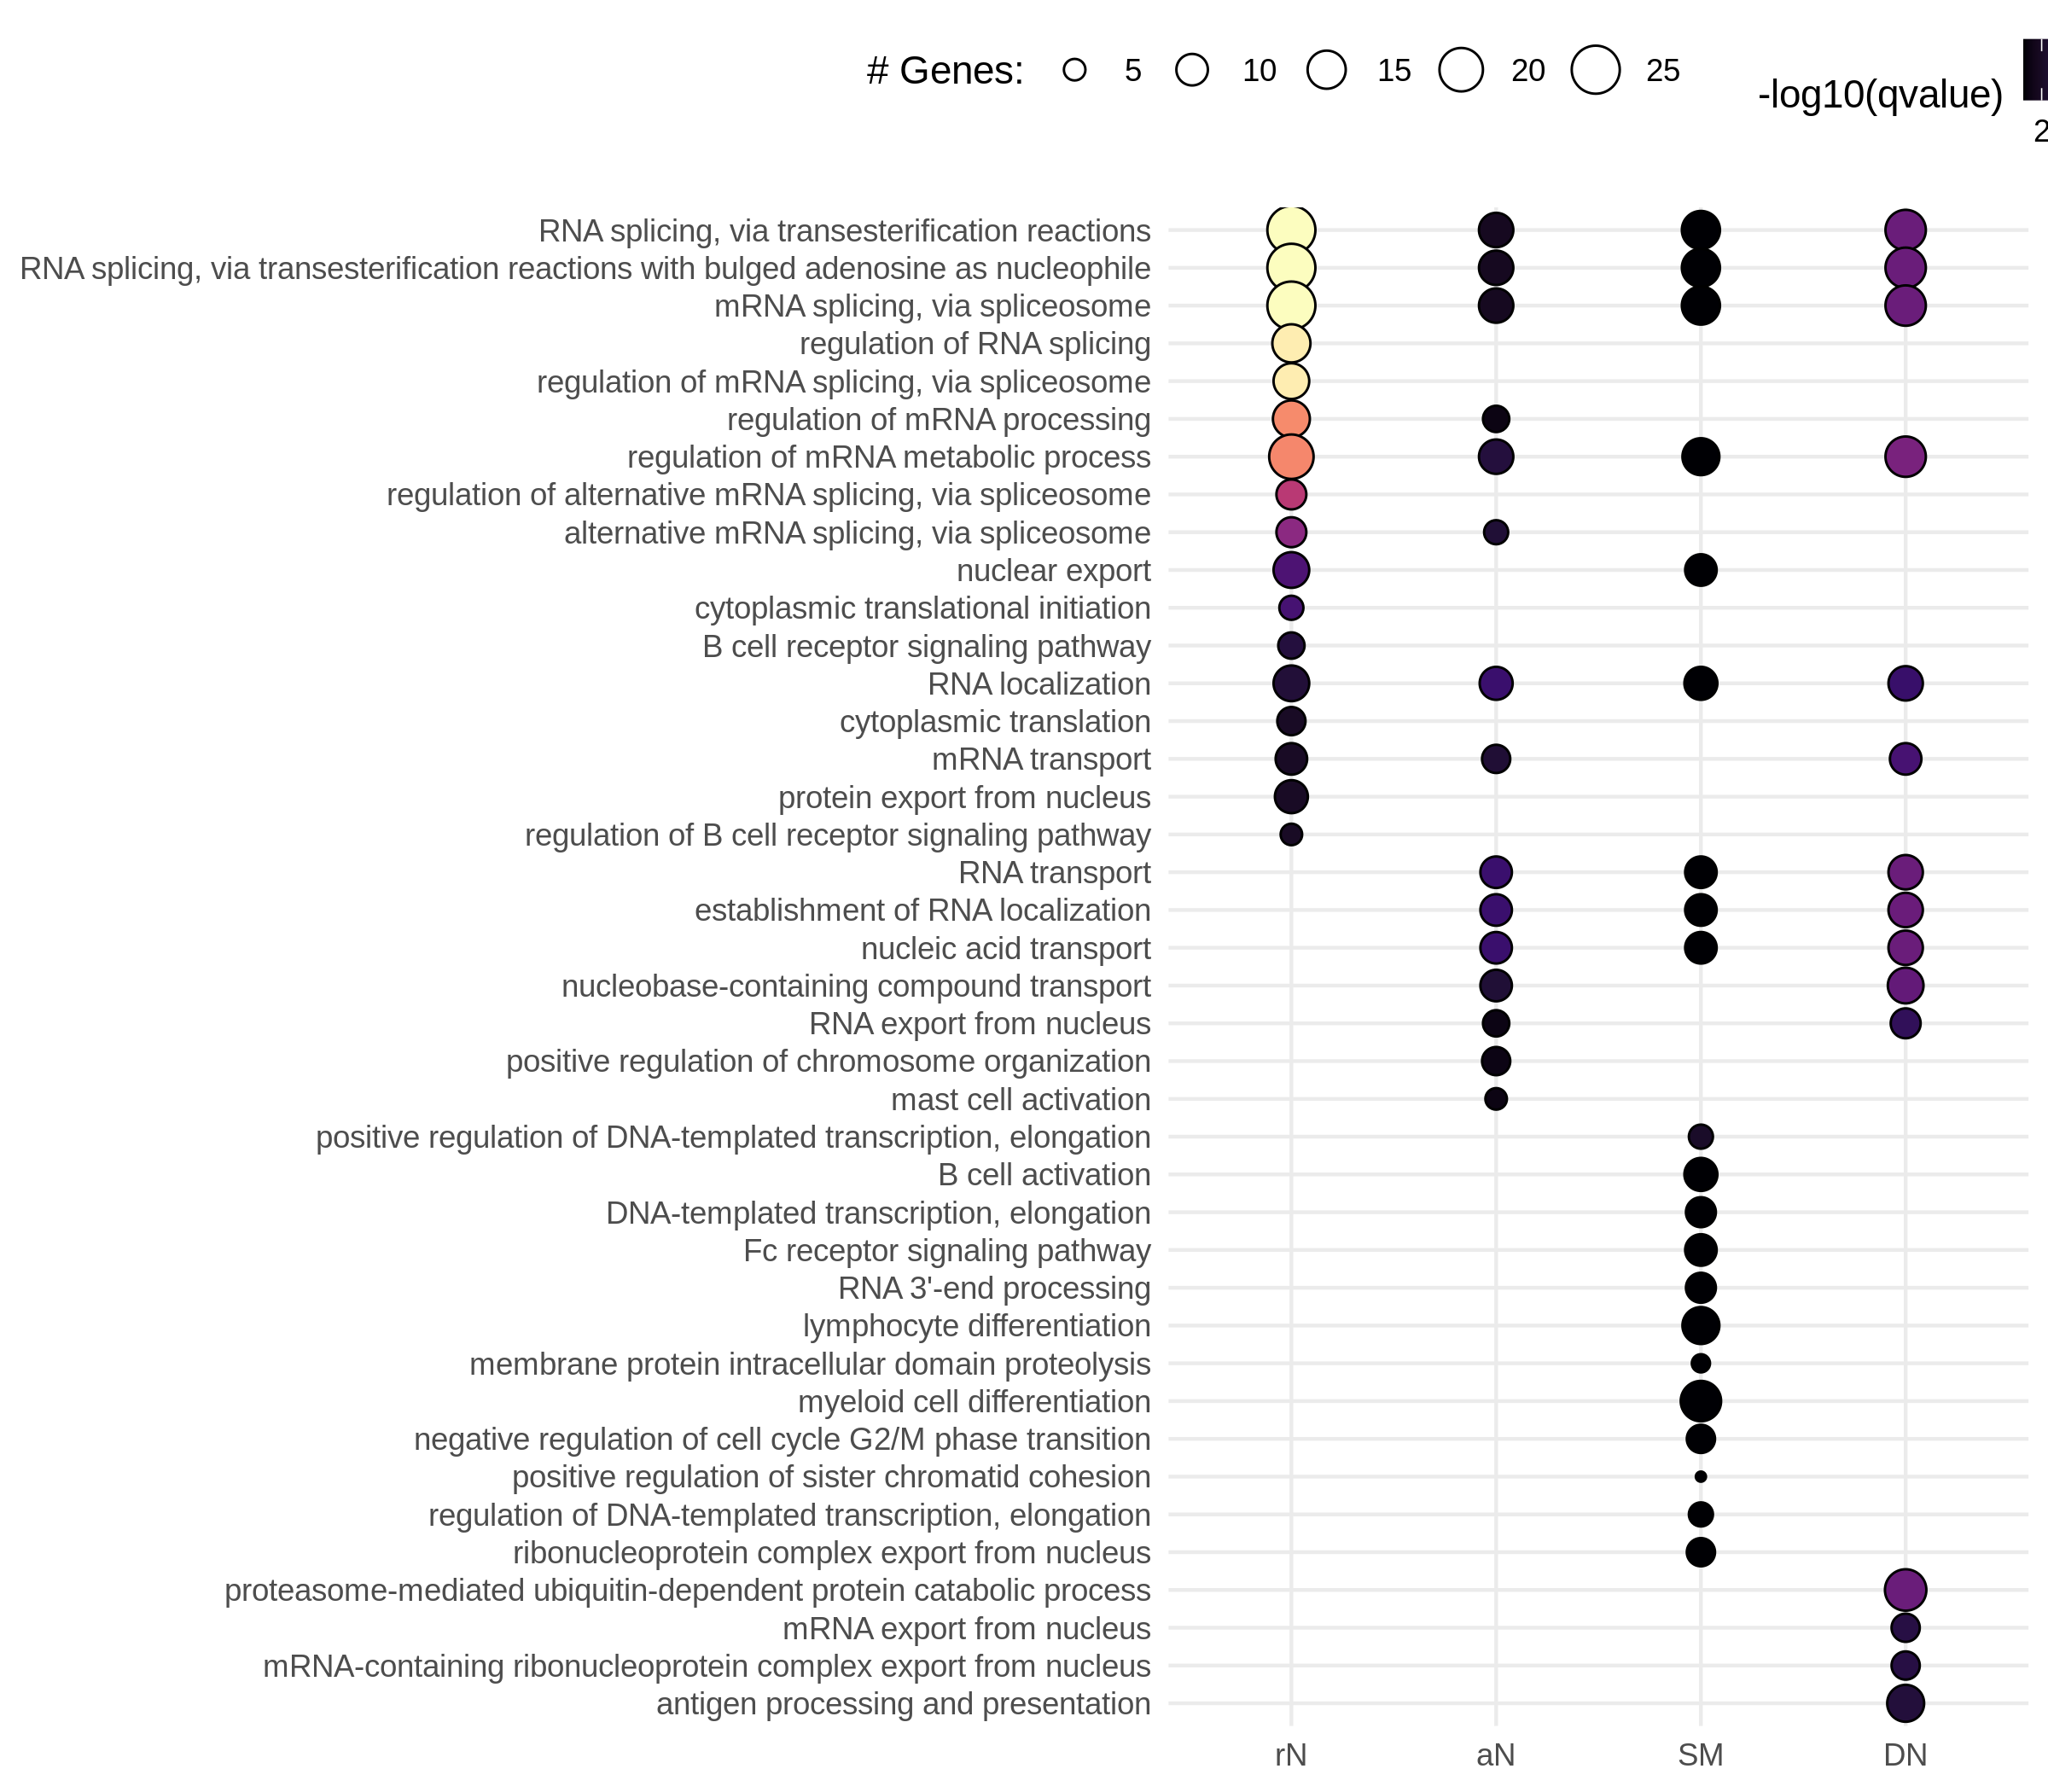 # Genes: 5 10 15 20 25
-log10(qvalue)
2
RNA splicing, via transesterification reactions
RNA splicing, via transesterification reactions with bulged adenosine as nucleophile
mRNA splicing, via spliceosome
regulation of RNA splicing
regulation of mRNA splicing, via spliceosome
regulation of mRNA processing
regulation of mRNA metabolic process
regulation of alternative mRNA splicing, via spliceosome
alternative mRNA splicing, via spliceosome
nuclear export
cytoplasmic translational initiation
B cell receptor signaling pathway
RNA localization
cytoplasmic translation
mRNA transport
protein export from nucleus
regulation of B cell receptor signaling pathway
RNA transport
establishment of RNA localization
nucleic acid transport
nucleobase-containing compound transport
RNA export from nucleus
positive regulation of chromosome organization
mast cell activation
positive regulation of DNA-templated transcription, elongation
B cell activation
DNA-templated transcription, elongation
Fc receptor signaling pathway
RNA 3'-end processing
lymphocyte differentiation
membrane protein intracellular domain proteolysis
myeloid cell differentiation
negative regulation of cell cycle G2/M phase transition
positive regulation of sister chromatid cohesion
regulation of DNA-templated transcription, elongation
ribonucleoprotein complex export from nucleus
proteasome-mediated ubiquitin-dependent protein catabolic process
mRNA export from nucleus
mRNA-containing ribonucleoprotein complex export from nucleus
antigen processing and presentation
rN aN SM DN